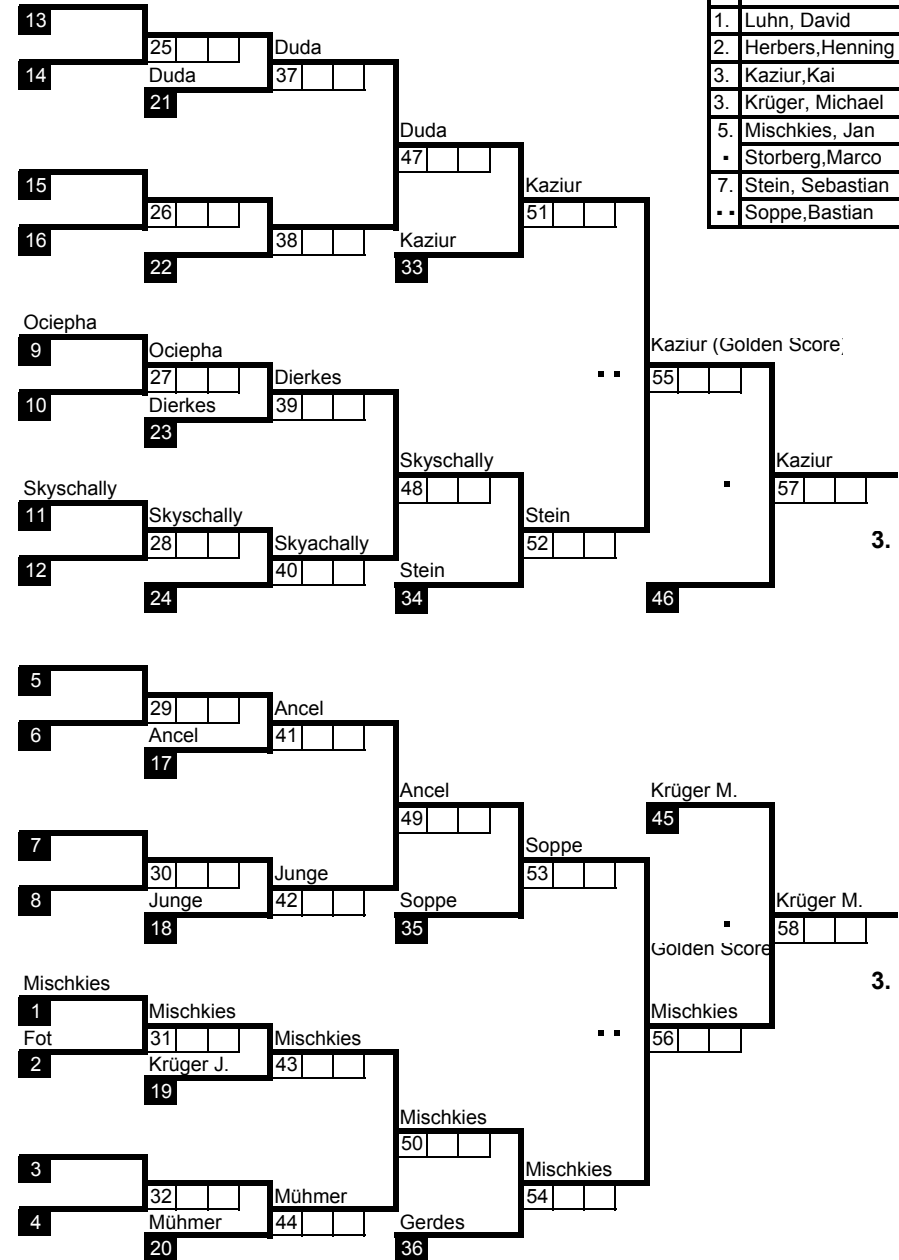 1. Luhn, David
2. Herbers,Henning
3. Kaziur,Kai
3. Krüger, Michael
5. Mischkies, Jan
. Storberg,Marco
7. Stein, Sebastian
.. Soppe,Bastian
13
25
Duda
14
Duda
37
21
Duda
47
15
Kaziur
26
51
16
38
Kaziur
22
33
Ociepha
9
Ociepha
Kaziur (Golden Score)
27
Dierkes
..
55
10
Dierkes
39
23
Skyschally
Kaziur
Skyschally
48
.
57
11
Skyschally
Stein
28
Skyachally
52
3.
12
40
Stein
24
34
46
5
29
Ancel
6
Ancel
41
17
Ancel
Krüger M.
49
45
7
Soppe
30
Junge
53
8
Junge
42
Soppe
Krüger M.
18
35
.
58
Golden Score
Mischkies
3.
1
Mischkies
Mischkies
Fot
31
Mischkies
..
56
2
Krüger J.
43
19
Mischkies
50
3
Mischkies
32
Mühmer
54
4
Mühmer
44
Gerdes
20
36